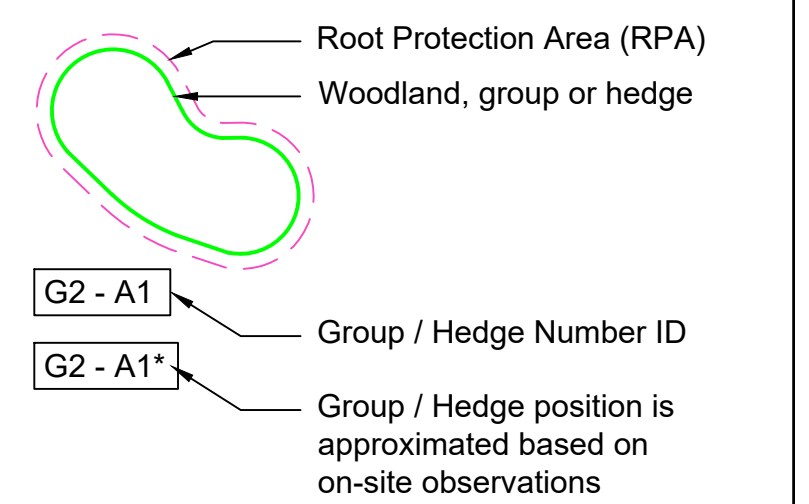 Root Protection Area (RPA)
Woodland, group or hedge
G2 - A1
Group / Hedge Number ID
G2 - A1*
Group / Hedge position is
approximated based on
on-site observations